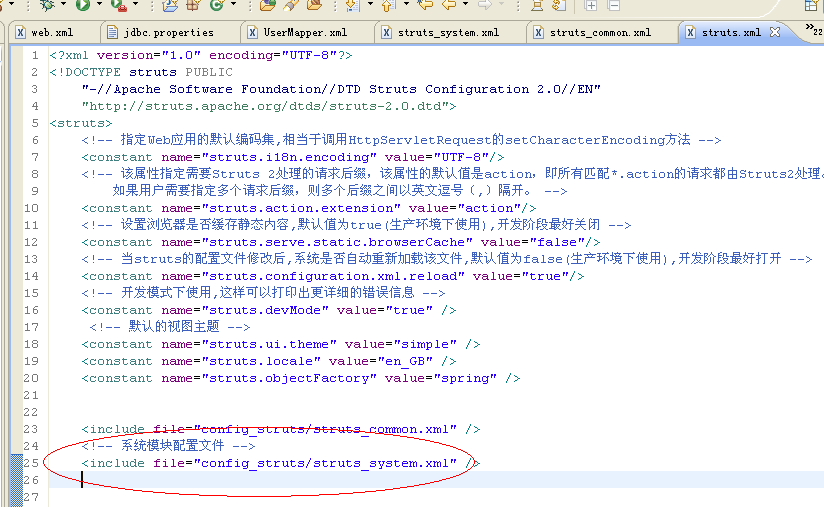 web.xml jdbc.properties UserMapper.xml struts_system.xml struts_common.xml struts.xml 22
1 <?xml version="1.0" encoding="UTF-8"?>
2 <!DOCTYPE struts PUBLIC
3 "-//Apache Software Foundation//DTD Struts Configuration 2.0//EN"
4 "http://struts.apache.org/dtds/struts-2.0.dtd">
5 <struts>
6 <!-- 指定Web应用的默认编码集,相当于调用HttpServletRequest的setCharacterEncoding方法 -->
7 <constant name="struts.i18n.encoding" value="UTF-8"/>
8 <!-- 该属性指定需要Struts 2处理的请求后缀，该属性的默认值是action，即所有匹配*.action的请求都由Struts2处理。
9 如果用户需要指定多个请求后缀，则多个后缀之间以英文逗号（,）隔开。 -->
10 <constant name="struts.action.extension" value="action"/>
11 <!-- 设置浏览器是否缓存静态内容,默认值为true(生产环境下使用),开发阶段最好关闭 -->
12 <constant name="struts.serve.static.browserCache" value="false"/>
13 <!-- 当struts的配置文件修改后,系统是否自动重新加载该文件,默认值为false(生产环境下使用),开发阶段最好打开 -->
14 <constant name="struts.configuration.xml.reload" value="true"/>
15 <!-- 开发模式下使用,这样可以打印出更详细的错误信息 -->
16 <constant name="struts.devMode" value="true" />
17 <!-- 默认的视图主题 -->
18 <constant name="struts.ui.theme" value="simple" />
19 <constant name="struts.locale" value="en_GB" />
20 <constant name="struts.objectFactory" value="spring" />
21
22
23 <include file="config_struts/struts_common.xml" />
24 <!-- 系统模块配置文件 -->
25 <include file="config_struts/struts_system.xml" />
26
27